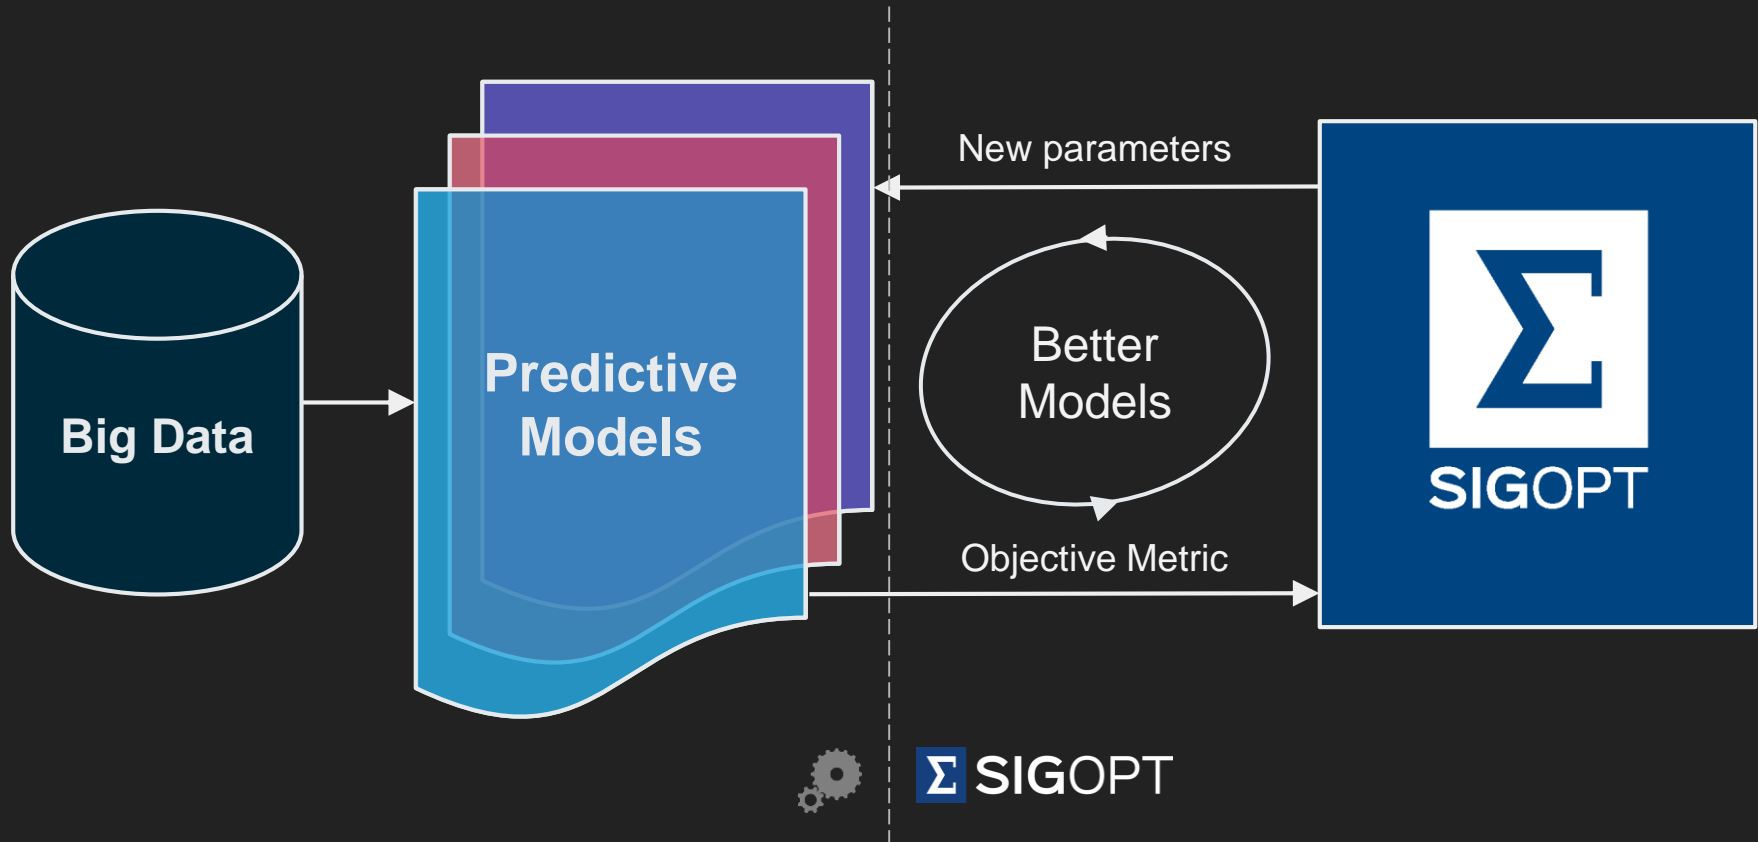 Big Data
Predictive
Models
New parameters
Better
Models
Objective Metric
Σ
SIGOPT
Σ SIGOPT